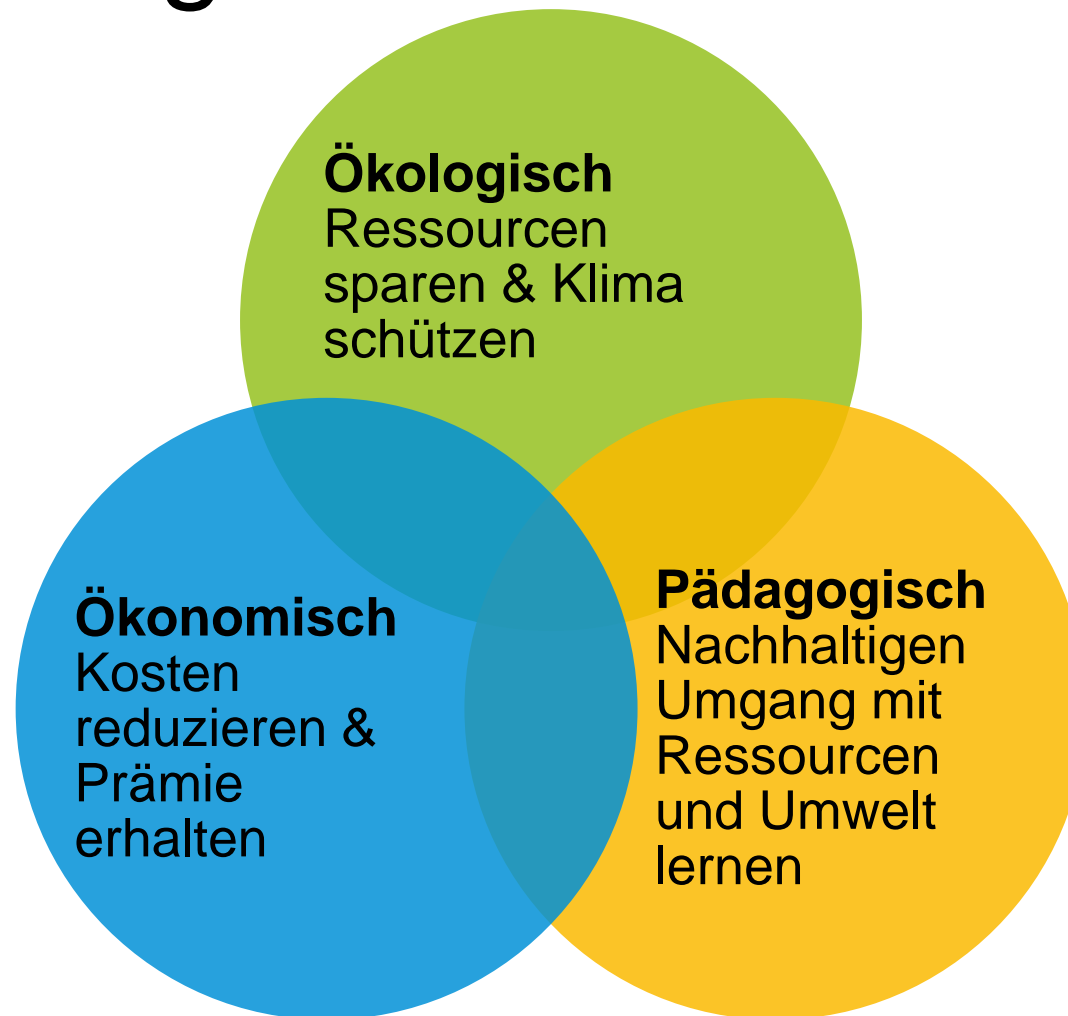 Ökologisch
Ressourcen
sparen & Klima
schützen
Ökonomisch
Kosten
reduzieren &
Prämie
erhalten
Pädagogisch
Nachhaltigen
Umgang mit
Ressourcen
und Umwelt
lernen